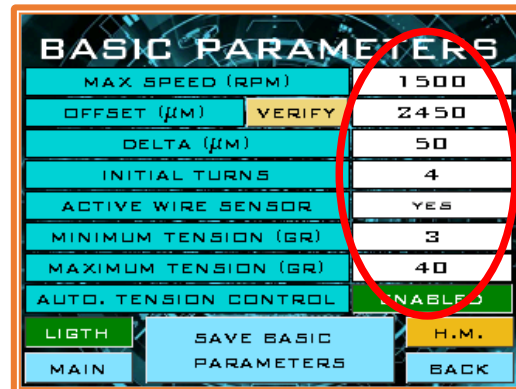 BASIC PARAMETERS
MAX SPEED (RPM) 1500
OFFSET (µM) VERIFY 2450
DELTA (µM) 50
INITIAL TURNS 4
ACTIVE WIRE SENSOR YES
MINIMUM TENSION (GR) 3
MAXIMUM TENSION (GR) 40
AUTO. TENSION CONTROL ENABLED
LIGTH SAVE BASIC PARAMETERS H.M.
MAIN BACK